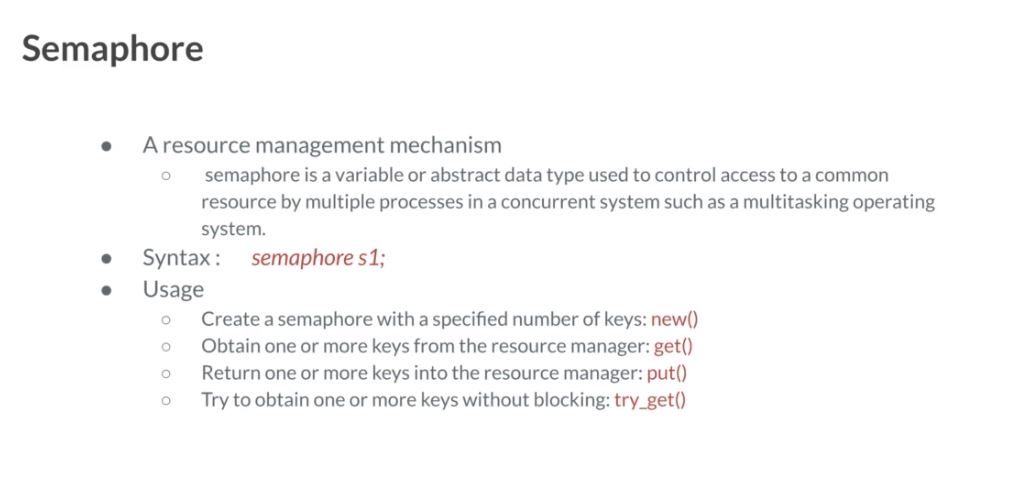 Semaphore
● A resource management mechanism
○ semaphore is a variable or abstract data type used to control access to a common
resource by multiple processes in a concurrent system such as a multitasking operating
system.
● Syntax : semaphore s1;
● Usage
○ Create a semaphore with a specified number of keys: new()
○ Obtain one or more keys from the resource manager: get()
○ Return one or more keys into the resource manager: put()
○ Try to obtain one or more keys without blocking: try_get()